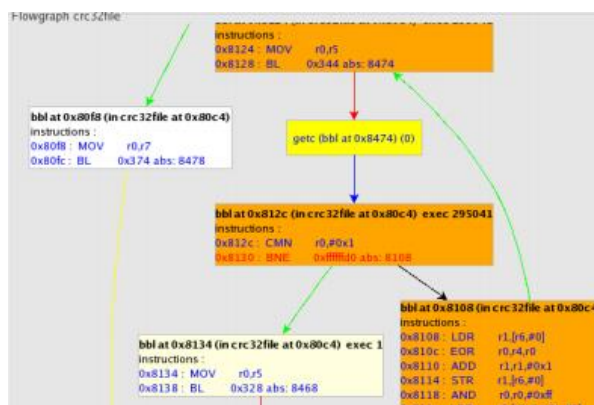 Flowgraph crc32file
instructions :
0x8124 : MOV r0,r5
0x8128 : BL 0x344 abs: 8474
bbl at 0x80f8 (in crc32file at 0x80c4)
instructions :
0x80f8 : MOV r0,r7
0x80fc : BL 0x374 abs: 8478
getc (bbl at 0x8474) (0)
bbl at 0x812c (in crc32file at 0x80c4) exec 295041
instructions :
0x812c : CMN r0,#0x1
0x8130 : BNE 0xffffffd0 abs: 8108
bbl at 0x8134 (in crc32file at 0x80c4) exec 1
instructions :
0x8134 : MOV r0,r5
0x8138 : BL 0x328 abs: 8468
bbl at 0x8108 (in crc32file at 0x80c4
instructions :
0x8108 : LDR r1,[r6,#0]
0x810c : EOR r0,r4,r0
0x8110 : ADD r1,r1,#0x1
0x8114 : STR r1,[r6,#0]
0x8118 : AND r0,r0,#0xff